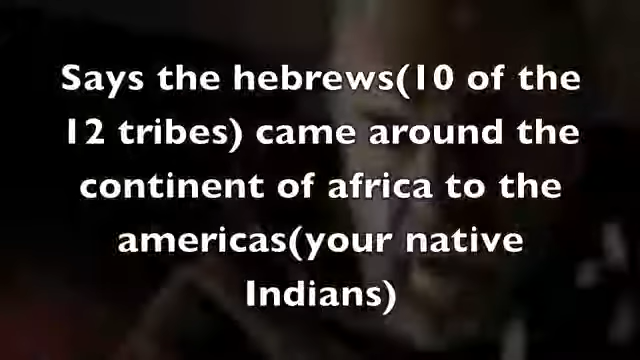 Says the hebrews(10 of the
12 tribes) came around the
continent of africa to the
americas(your native
Indians)